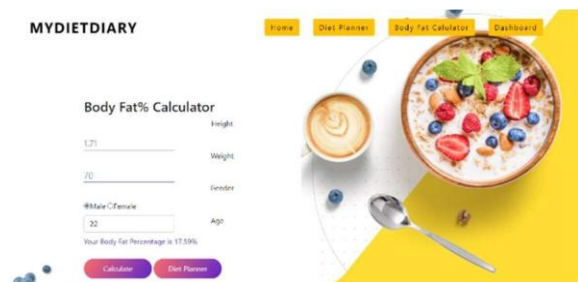 MYDIETDIARY
Home Diet Planner Body Fat Calulator Dashboard
Body Fat% Calculator
Height
1.71
Weight
70
Gender
Male Female
Age
22
Your Body Fat Percentage is 17.59%
Calculate Diet Planner